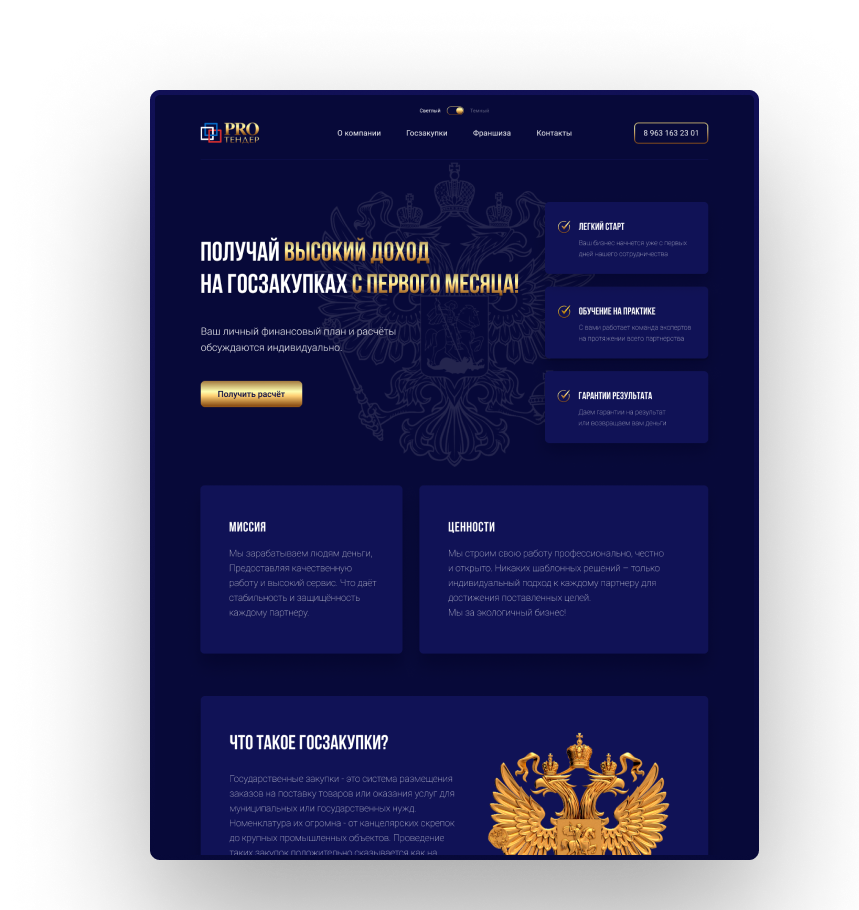 Светлый Темный
PRO
ТЕНДЕР
О компании Госзакупки Франшиза Контакты
8 963 163 23 01
ПОЛУЧАЙ ВЫСОКИЙ ДОХОД
НА ГОСЗАКУПКАХ С ПЕРВОГО МЕСЯЦА!
Ваш личный финансовый план и расчёты
обсуждаются индивидуально.
Получить расчёт
ЛЕГКИЙ СТАРТ
Ваш бизнес начнется уже с первых
дней нашего сотрудничества
ОБУЧЕНИЕ НА ПРАКТИКЕ
С вами работает команда экспертов
на протяжении всего партнерства
ГАРАНТИИ РЕЗУЛЬТАТА
Даем гарантии на результат
или возвращаем вам деньги
МИССИЯ
Мы зарабатываем людям деньги,
Предоставляя качественную
работу и высокий сервис. Что даёт
стабильность и защищённость
каждому партнеру.
ЦЕННОСТИ
Мы строим свою работу профессионально, честно
и открыто. Никаких шаблонных решений – только
индивидуальный подход к каждому партнеру для
достижения поставленных целей.
Мы за экологичный бизнес!
ЧТО ТАКОЕ ГОСЗАКУПКИ?
Государственные закупки - это система размещения
заказов на поставку товаров или оказания услуг для
муниципальных или государственных нужд.
Номенклатура их огромна - от канцелярских скрепок
до крупных промышленных объектов. Проведение
таких закупок положительно сказывается как на